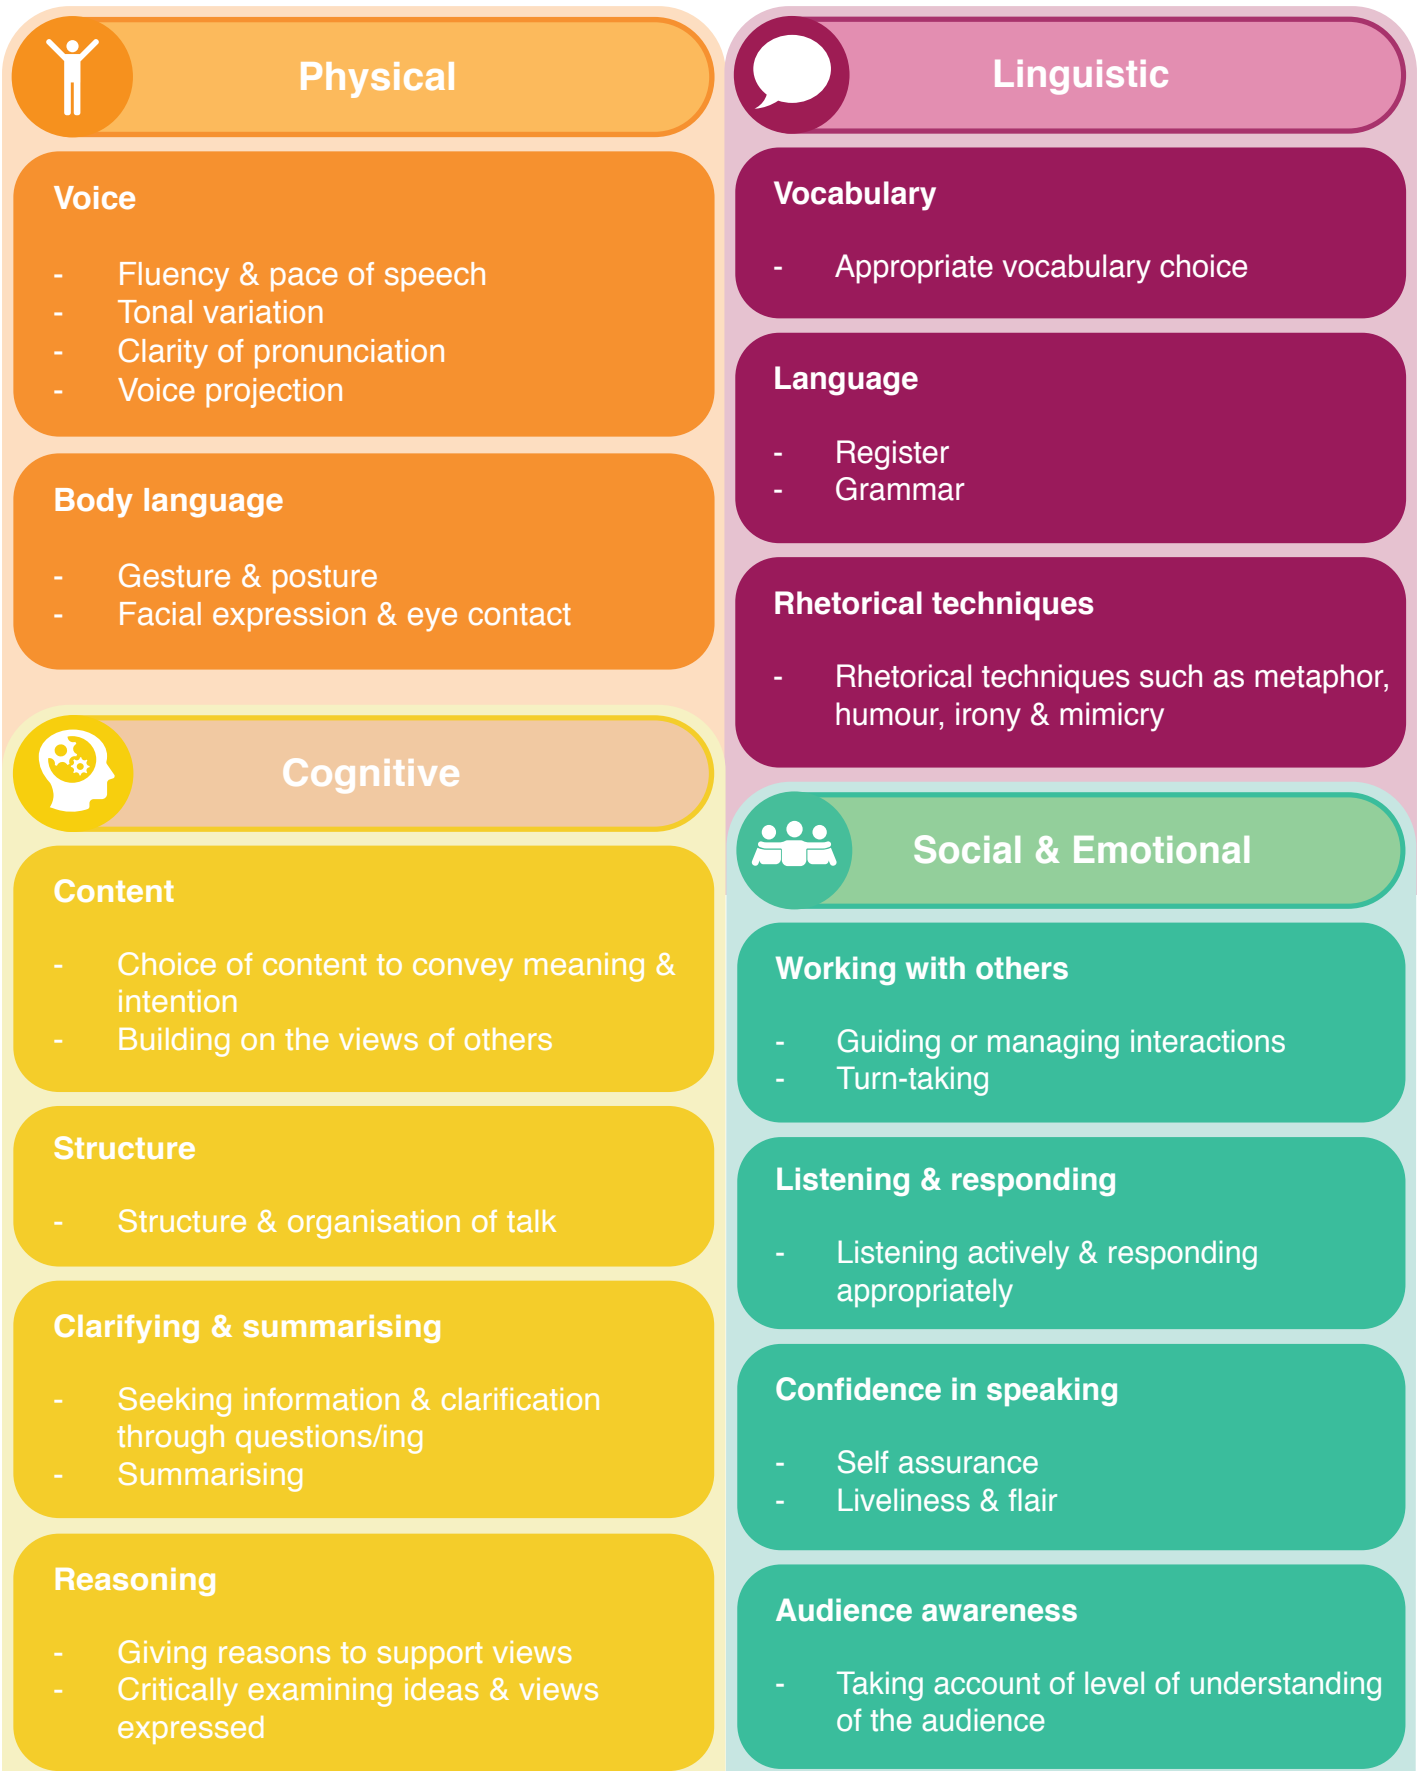 Physical
Voice
- Fluency & pace of speech
- Tonal variation
- Clarity of pronunciation
- Voice projection
Body language
- Gesture & posture
- Facial expression & eye contact
Cognitive
Content
- Choice of content to convey meaning &
intention
- Building on the views of others
Structure
- Structure & organisation of talk
Clarifying & summarising
- Seeking information & clarification
through questions/ing
- Summarising
Reasoning
- Giving reasons to support views
- Critically examining ideas & views
expressed
Linguistic
Vocabulary
- Appropriate vocabulary choice
Language
- Register
- Grammar
Rhetorical techniques
- Rhetorical techniques such as metaphor,
humour, irony & mimicry
Social & Emotional
Working with others
- Guiding or managing interactions
- Turn-taking
Listening & responding
- Listening actively & responding
appropriately
Confidence in speaking
- Self assurance
- Liveliness & flair
Audience awareness
- Taking account of level of understanding
of the audience